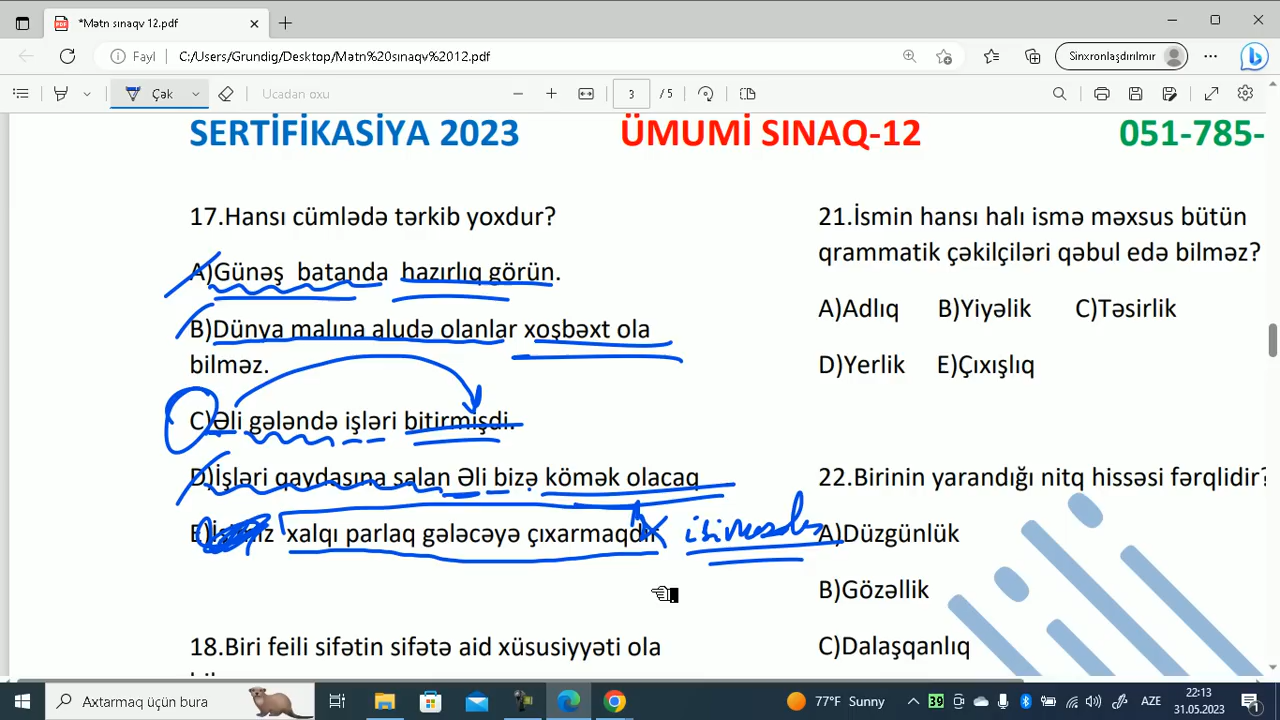 *Mətn sınaqv 12.pdf
Fayl
C:/Users/Grundig/Desktop/Mətn%20sınaqv%2012.pdf
Sinxronlaşdırılmır
Çək
Ucadan oxu
3 / 5
SERTİFİKASİYA 2023 ÜMUMİ SINAQ-12 051-785-
17.Hansı cümlədə tərkib yoxdur?
A)Günəş batanda hazırlıq görün.
B)Dünya malına aludə olanlar xoşbəxt ola
bilməz.
C)Əli gələndə işləri bitirmişdi.
D)İşləri qaydasına salan Əli bizə kömək olacaq
xalqı parlaq gələcəyə çıxarmaqdır
18.Biri feili sifətin sifətə aid xüsusiyyəti ola
21.İsmin hansı halı ismə məxsus bütün
qrammatik çəkilçiləri qəbul edə bilməz?
A)Adlıq B)Yiyəlik C)Təsirlik
D)Yerlik E)Çıxışlıq
22.Birinin yarandığı nitq hissəsi fərqlidir?
A)Düzgünlük
B)Gözəllik
C)Dalaşqanlıq
Axtarmaq üçün bura
77°F Sunny
39
AZE
22:13
31.05.2023
1